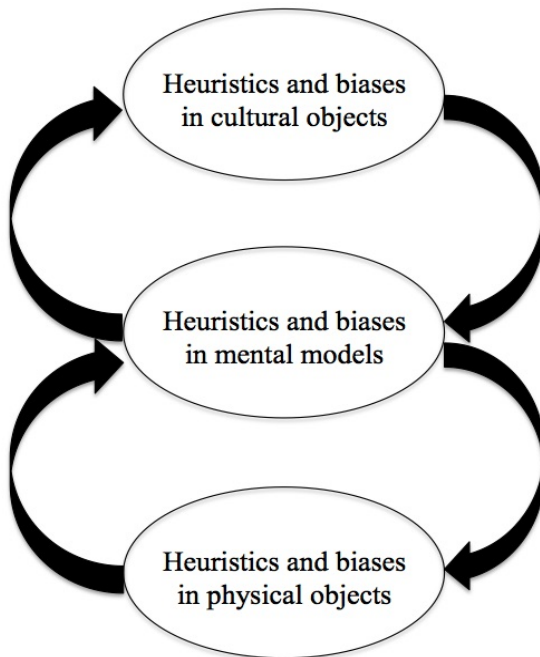 Heuristics and biases
in cultural objects
Heuristics and biases
in mental models
Heuristics and biases
in physical objects